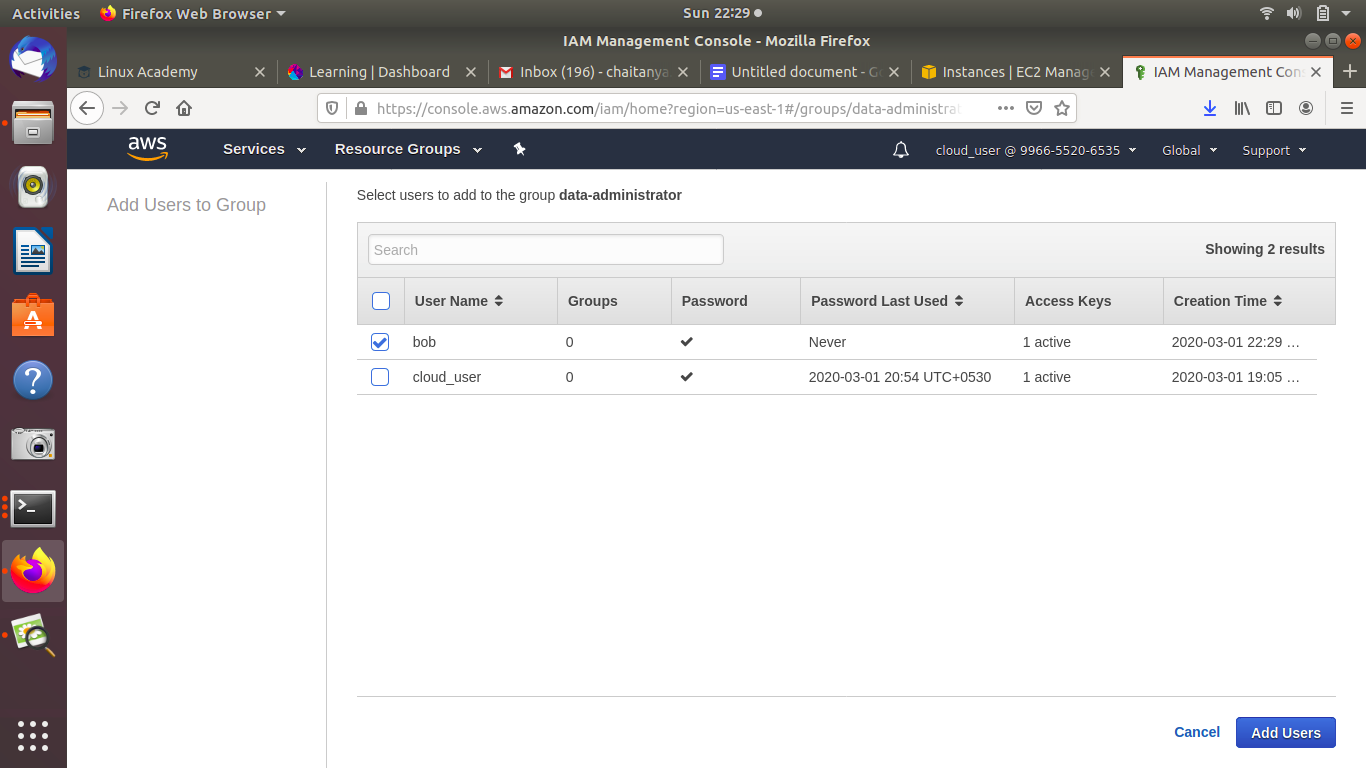 Activities Firefox Web Browser Sun 22:29
IAM Management Console - Mozilla Firefox
Linux Academy Learning | Dashboard Inbox (196) - chaitanya Untitled document - G Instances | EC2 Manag IAM Management Con
https://console.aws.amazon.com/iam/home?region=us-east-1#/groups/data-administrat
aws Services Resource Groups cloud_user @ 9966-5520-6535 Global Support
Add Users to Group
Select users to add to the group data-administrator
Search Showing 2 results
User Name Groups Password Password Last Used Access Keys Creation Time
bob 0 Never 1 active 2020-03-01 22:29 …
cloud_user 0 2020-03-01 20:54 UTC+0530 1 active 2020-03-01 19:05 …
Cancel Add Users